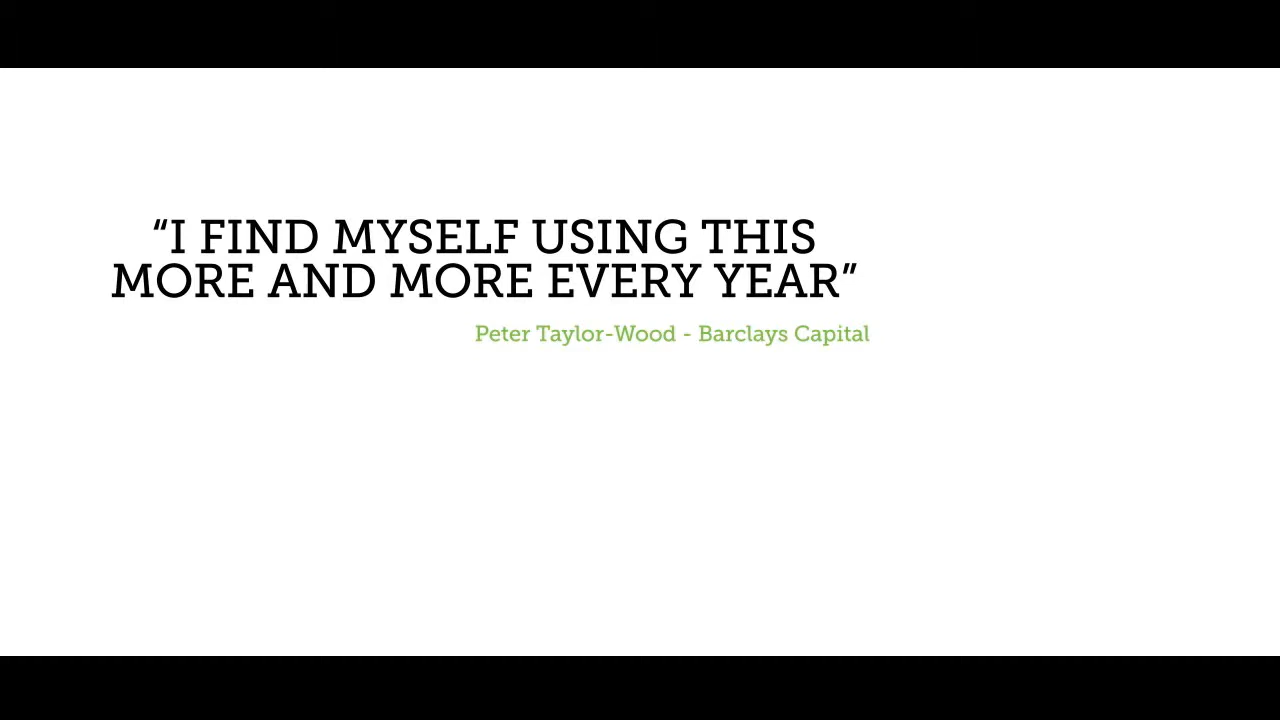 “I FIND MYSELF USING THIS
MORE AND MORE EVERY YEAR”
Peter Taylor-Wood - Barclays Capital